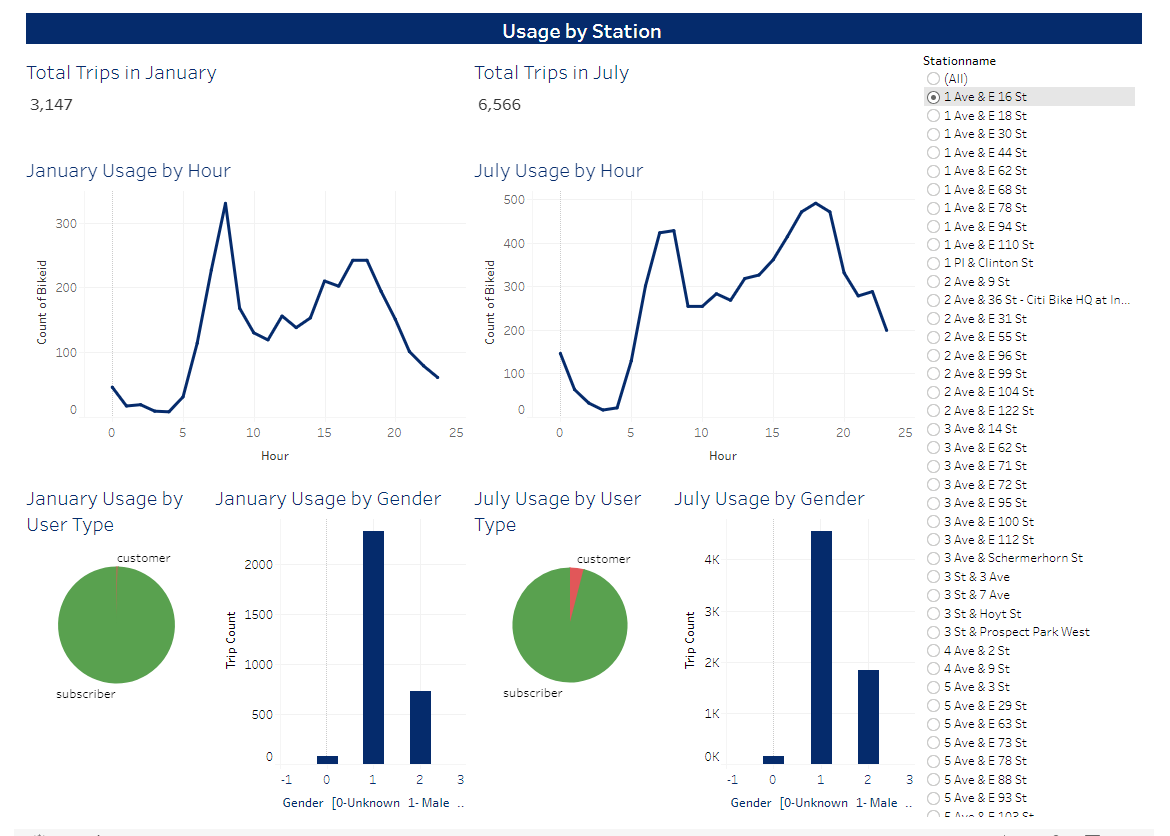 Usage by Station
Total Trips in January
3,147
Total Trips in July
6,566
January Usage by Hour
Count of Bikeid
300
200
100
0
0 5 10 15 20 25
Hour
July Usage by Hour
Count of Bikeid
500
400
300
200
100
0
0 5 10 15 20 25
Hour
January Usage by
User Type
customer
subscriber
January Usage by Gender
Trip Count
2000
1500
1000
500
0
-1 0 1 2 3
Gender [0-Unknown 1- Male ..
July Usage by User
Type
customer
subscriber
July Usage by Gender
Trip Count
4K
3K
2K
1K
0K
-1 0 1 2 3
Gender [0-Unknown 1- Male ..
Stationname
(All)
1 Ave & E 16 St
1 Ave & E 18 St
1 Ave & E 30 St
1 Ave & E 44 St
1 Ave & E 62 St
1 Ave & E 68 St
1 Ave & E 78 St
1 Ave & E 94 St
1 Ave & E 110 St
1 Pl & Clinton St
2 Ave & 9 St
2 Ave & 36 St - Citi Bike HQ at In...
2 Ave & E 31 St
2 Ave & E 55 St
2 Ave & E 96 St
2 Ave & E 99 St
2 Ave & E 104 St
2 Ave & E 122 St
3 Ave & 14 St
3 Ave & E 62 St
3 Ave & E 71 St
3 Ave & E 72 St
3 Ave & E 95 St
3 Ave & E 100 St
3 Ave & E 112 St
3 Ave & Schermerhorn St
3 St & 3 Ave
3 St & 7 Ave
3 St & Hoyt St
3 St & Prospect Park West
4 Ave & 2 St
4 Ave & 9 St
5 Ave & 3 St
5 Ave & E 29 St
5 Ave & E 63 St
5 Ave & E 73 St
5 Ave & E 78 St
5 Ave & E 88 St
5 Ave & E 93 St
5 Ave & E 103 St